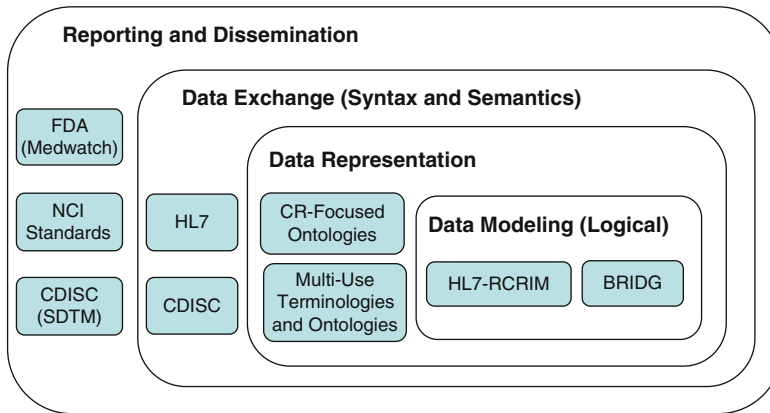 Reporting and Dissemination
Data Exchange (Syntax and Semantics)
FDA
(Medwatch)
Data Representation
NCI
Standards
HL7
CR-Focused
Ontologies
Data Modeling (Logical)
CDISC
(SDTM)
CDISC
Multi-Use
Terminologies
and Ontologies
HL7-RCRIM
BRIDG